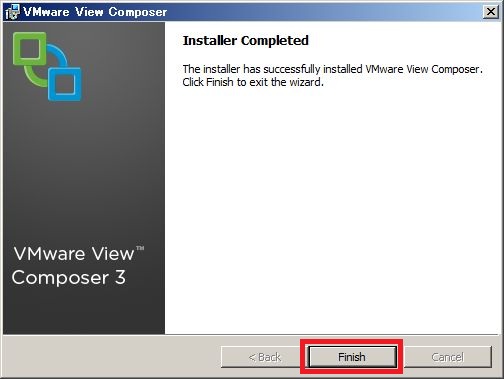 VMware View Composer
Installer Completed
The installer has successfully installed VMware View Composer.
Click Finish to exit the wizard.
VMware View™
Composer 3
< Back
Finish
Cancel